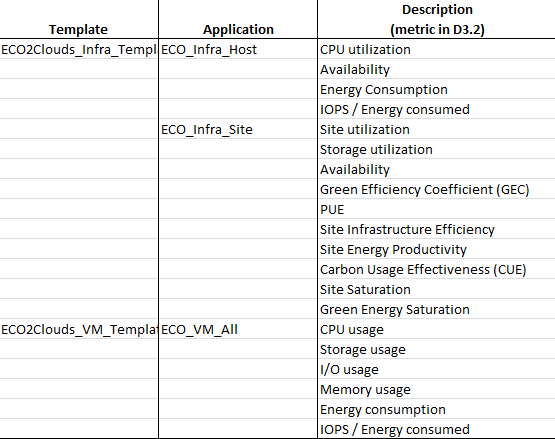 Template Application Description
(metric in D3.2)
ECO2Clouds_Infra_Templ ECO_Infra_Host CPU utilization
Availability
Energy Consumption
IOPS / Energy consumed
ECO_Infra_Site Site utilization
Storage utilization
Availability
Green Efficiency Coefficient (GEC)
PUE
Site Infrastructure Efficiency
Site Energy Productivity
Carbon Usage Effectiveness (CUE)
Site Saturation
Green Energy Saturation
ECO2Clouds_VM_Templat ECO_VM_All CPU usage
Storage usage
I/O usage
Memory usage
Energy consumption
IOPS / Energy consumed